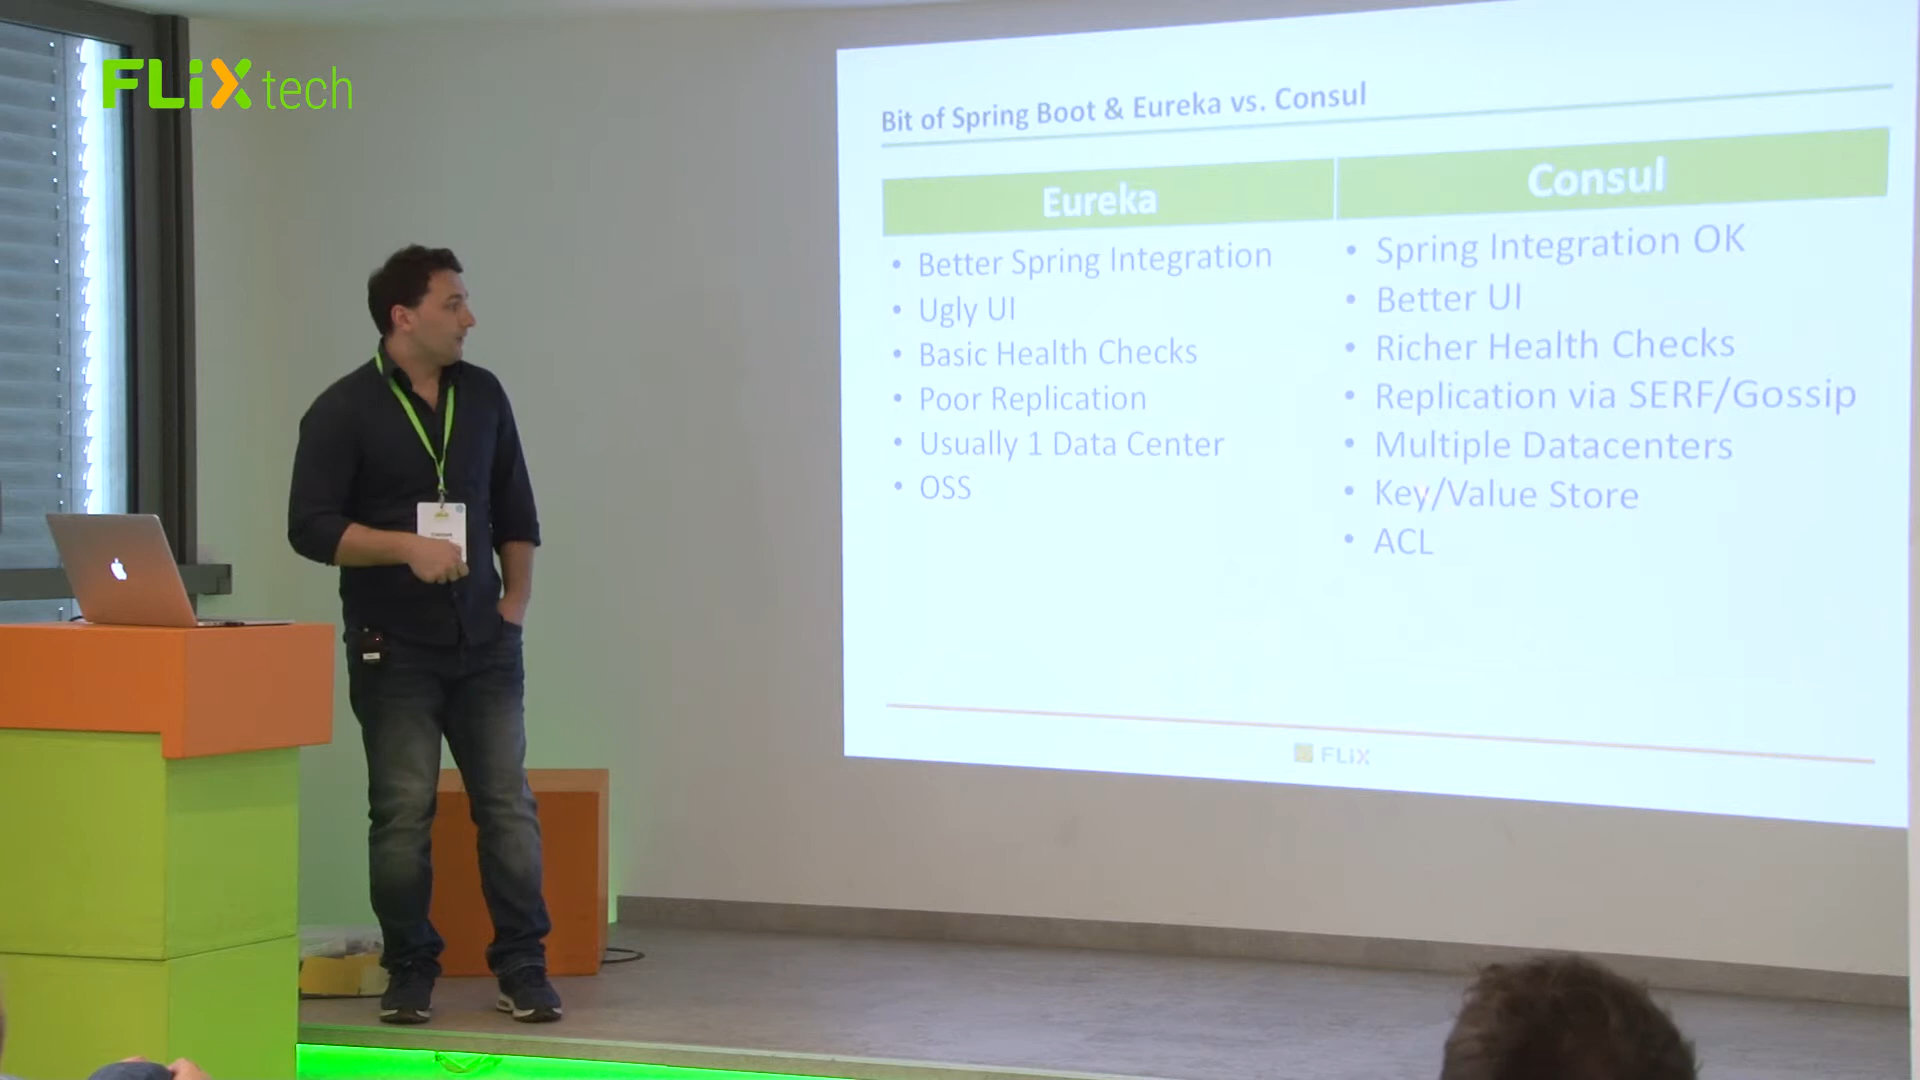 FLiX tech
Bit of Spring Boot & Eureka vs. Consul
Eureka
• Better Spring Integration
• Ugly UI
• Basic Health Checks
• Poor Replication
• Usually 1 Data Center
• OSS
Consul
• Spring Integration OK
• Better UI
• Richer Health Checks
• Replication via SERF/Gossip
• Multiple Datacenters
• Key/Value Store
• ACL
FLiX